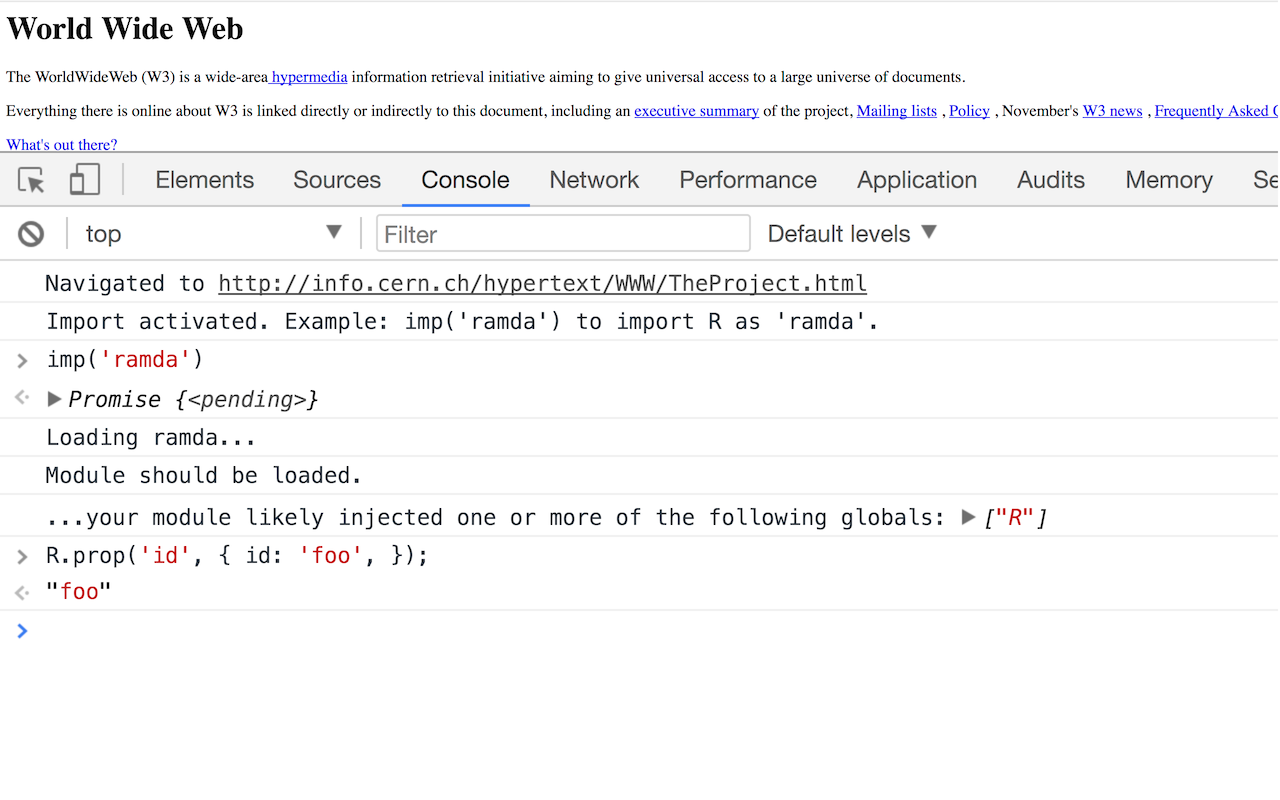 World Wide Web
The WorldWideWeb (W3) is a wide-area hypermedia information retrieval initiative aiming to give universal access to a large universe of documents.
Everything there is online about W3 is linked directly or indirectly to this document, including an executive summary of the project, Mailing lists , Policy , November's W3 news , Frequently Asked
What's out there?
Elements Sources Console Network Performance Application Audits Memory
top Filter Default levels
Navigated to http://info.cern.ch/hypertext/WWW/TheProject.html
Import activated. Example: imp('ramda') to import R as 'ramda'.
imp('ramda')
Promise {<pending>}
Loading ramda...
Module should be loaded.
...your module likely injected one or more of the following globals: ["R"]
R.prop('id', { id: 'foo', });
"foo"